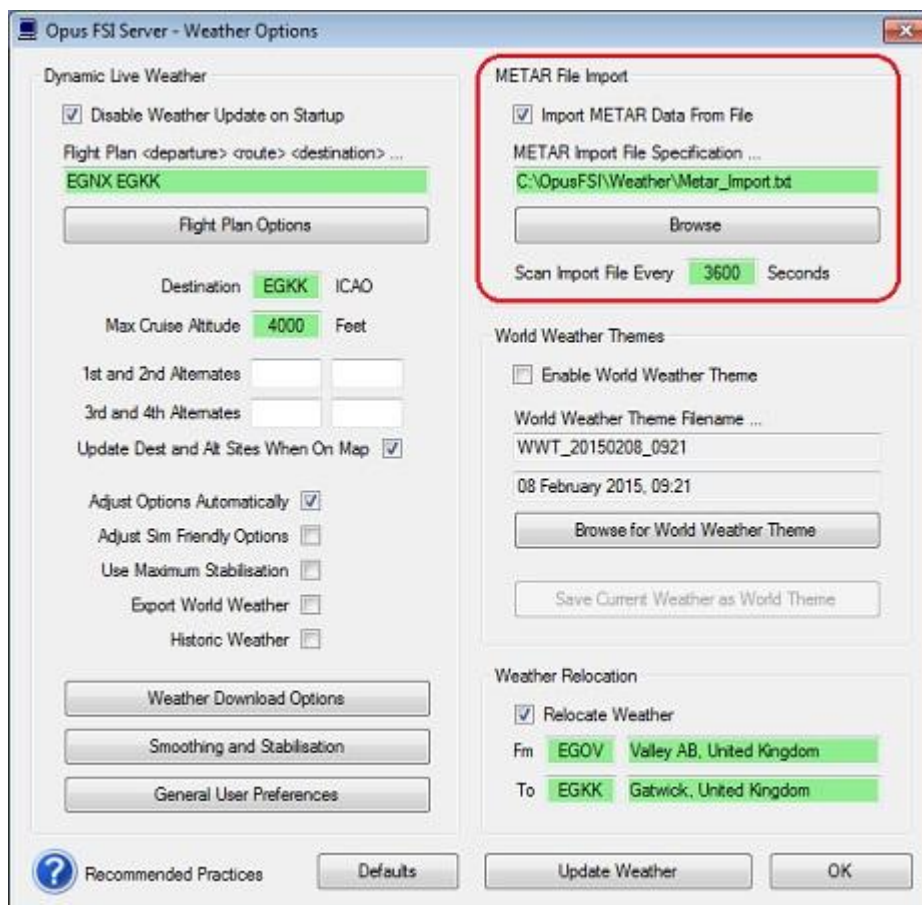 Opus FSI Server - Weather Options
Dynamic Live Weather
Disable Weather Update on Startup
Flight Plan <departure> <route> <destination> ...
EGNX EGKK
Flight Plan Options
Destination EGKK ICAO
Max Cruise Altitude 4000 Feet
1st and 2nd Alternates
3rd and 4th Alternates
Update Dest and Alt Sites When On Map
Adjust Options Automatically
Adjust Sim Friendly Options
Use Maximum Stabilisation
Export World Weather
Historic Weather
Weather Download Options
Smoothing and Stabilisation
General User Preferences
METAR File Import
Import METAR Data From File
METAR Import File Specification ...
C:\OpusFSI\Weather\Metar_Import.txt
Browse
Scan Import File Every 3600 Seconds
World Weather Themes
Enable World Weather Theme
World Weather Theme Filename ...
WWT_20150208_0921
08 February 2015, 09:21
Browse for World Weather Theme
Save Current Weather as World Theme
Weather Relocation
Relocate Weather
Fm EGOV Valley AB, United Kingdom
To EGKK Gatwick, United Kingdom
? Recommended Practices
Defaults
Update Weather
OK